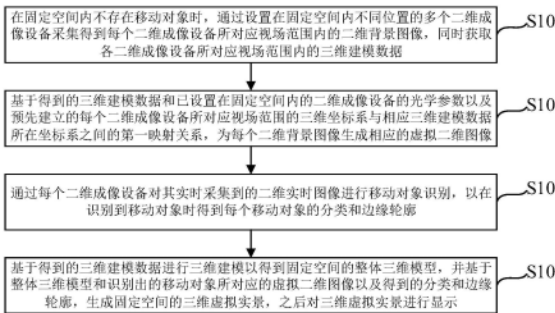 在固定空间内不存在移动对象时，通过设置在固定空间内不同位置的多个二维成
像设备采集得到每个二维成像设备所对应视场范围内的二维背景图像，同时获取
各二维成像设备所对应视场范围内的三维建模数据
S10
基于得到的三维建模数据和已设置在固定空间内的二维成像设备的光学参数以及
预先建立的每个二维成像设备所对应视场范围的三维坐标系与相应三维建模数据
所在坐标系之间的第一映射关系，为每个二维背景图像生成相应的虚拟二维图像
S10
通过每个二维成像设备对其实时采集到的二维实时图像进行移动对象识别，以在
识别到移动对象时得到每个移动对象的分类和边缘轮廓
S10
基于得到的三维建模数据进行三维建模以得到固定空间的整体三维模型，并基于
整体三维模型和识别出的移动对象所对应的虚拟二维图像以及得到的分类和边缘
轮廓，生成固定空间的三维虚拟实景，之后对三维虚拟实景进行显示
S10